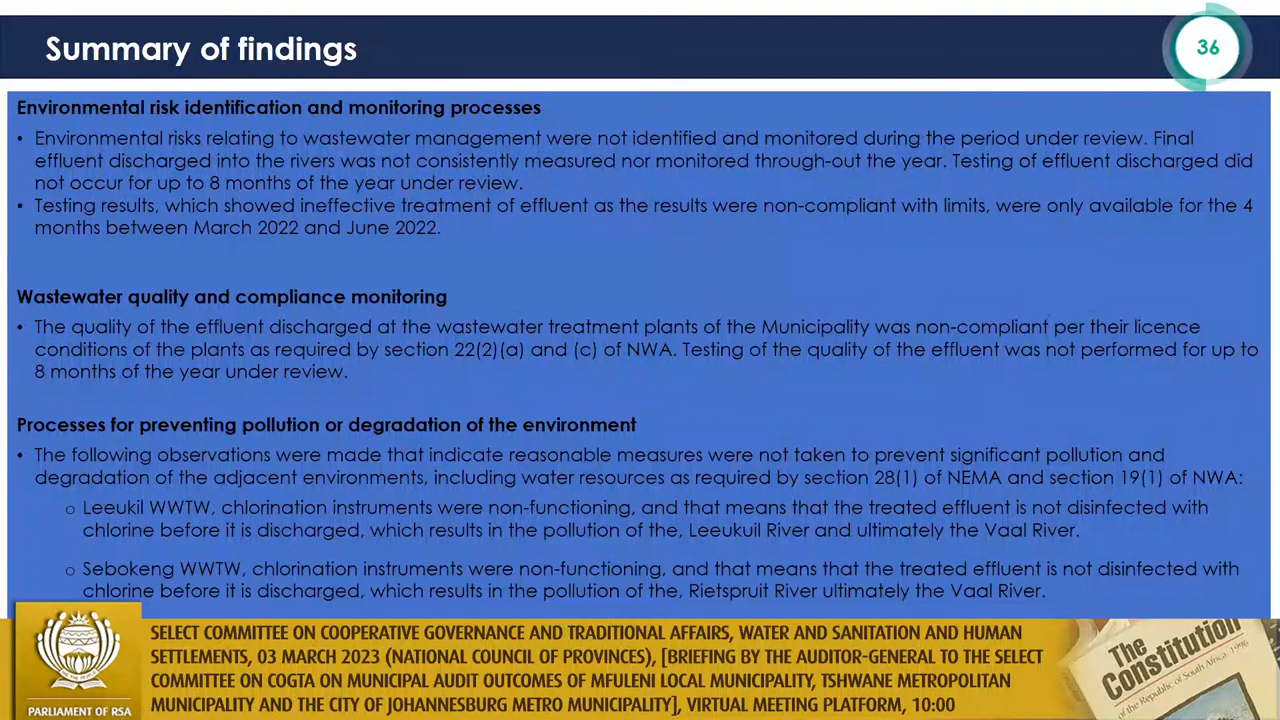 Summary of findings
36
Environmental risk identification and monitoring processes
• Environmental risks relating to wastewater management were not identified and monitored during the period under review. Final
effluent discharged into the rivers was not consistently measured nor monitored through-out the year. Testing of effluent discharged did
not occur for up to 8 months of the year under review.
• Testing results, which showed ineffective treatment of effluent as the results were non-compliant with limits, were only available for the 4
months between March 2022 and June 2022.
Wastewater quality and compliance monitoring
• The quality of the effluent discharged at the wastewater treatment plants of the Municipality was non-compliant per their licence
conditions of the plants as required by section 22(2)(a) and (c) of NWA. Testing of the quality of the effluent was not performed for up to
8 months of the year under review.
Processes for preventing pollution or degradation of the environment
• The following observations were made that indicate reasonable measures were not taken to prevent significant pollution and
degradation of the adjacent environments, including water resources as required by section 28(1) of NEMA and section 19(1) of NWA:
o Leeukil WWTW, chlorination instruments were non-functioning, and that means that the treated effluent is not disinfected with
chlorine before it is discharged, which results in the pollution of the, Leeukuil River and ultimately the Vaal River.
o Sebokeng WWTW, chlorination instruments were non-functioning, and that means that the treated effluent is not disinfected with
chlorine before it is discharged, which results in the pollution of the, Rietspruit River ultimately the Vaal River.
SELECT COMMITTEE ON COOPERATIVE GOVERNANCE AND TRADITIONAL AFFAIRS, WATER AND SANITATION AND HUMAN
SETTLEMENTS, 03 MARCH 2023 (NATIONAL COUNCIL OF PROVINCES), [BRIEFING BY THE AUDITOR-GENERAL TO THE SELECT
COMMITTEE ON COGTA ON MUNICIPAL AUDIT OUTCOMES OF MFULENI LOCAL MUNICIPALITY, TSHWANE METROPOLITAN
MUNICIPALITY AND THE CITY OF JOHANNESBURG METRO MUNICIPALITY], VIRTUAL MEETING PLATFORM, 10:00
PARLIAMENT OF RSA
The
Constitution
of the Republic of South Africa, 1996